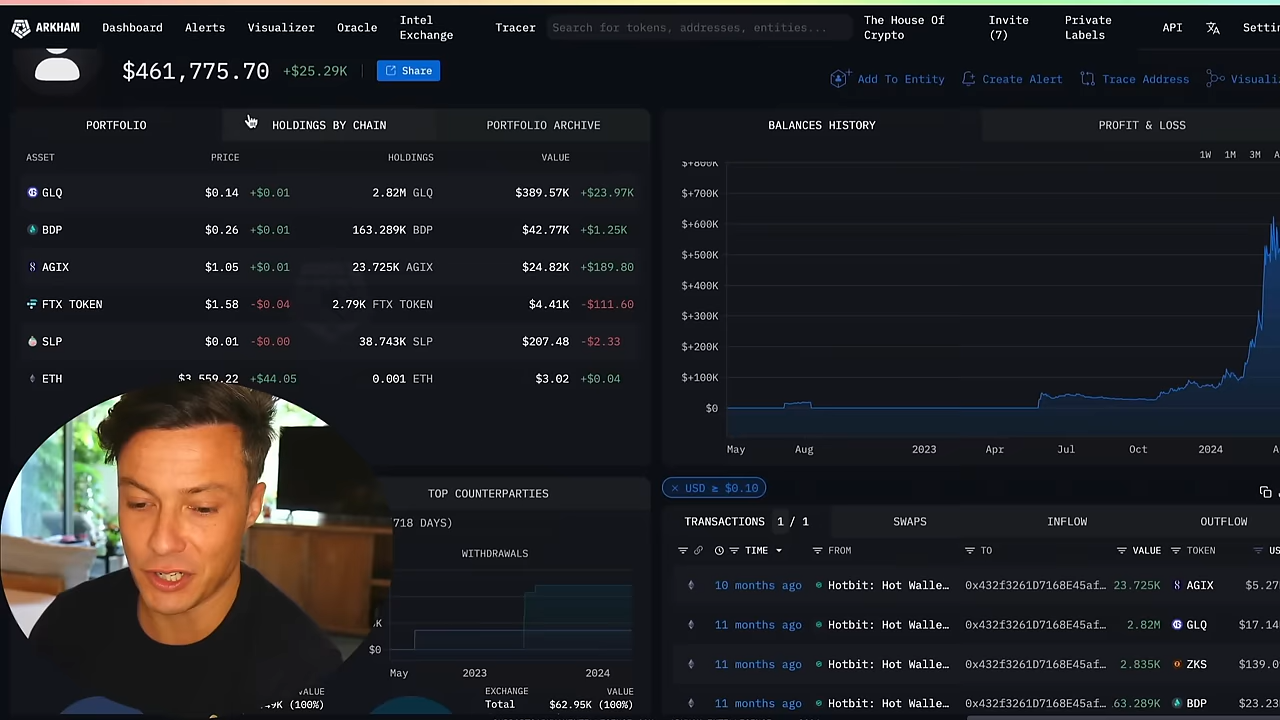 ARKHAM Dashboard Alerts Visualizer Oracle Intel Exchange Tracer Search for tokens, addresses, entities... The House Of Crypto Invite (7) Private Labels API
$461,775.70 +$25.29K Share
Add To Entity Create Alert Trace Address
PORTFOLIO HOLDINGS BY CHAIN PORTFOLIO ARCHIVE
ASSET PRICE HOLDINGS VALUE
GLQ $0.14 +$0.01 2.82M GLQ $389.57K +$23.97K
BDP $0.26 +$0.01 163.289K BDP $42.77K +$1.25K
AGIX $1.05 +$0.01 23.725K AGIX $24.82K +$189.80
FTX TOKEN $1.58 -$0.04 2.79K FTX TOKEN $4.41K -$111.60
SLP $0.01 -$0.00 38.743K SLP $207.48 -$2.33
ETH $3,559.22 +$44.05 0.001 ETH $3.02 +$0.04
BALANCES HISTORY PROFIT & LOSS
1W 1M 3M
$+800K
$+700K
$+600K
$+500K
$+400K
$+300K
$+200K
$+100K
$0
May Aug 2023 Apr Jul Oct 2024
TOP COUNTERPARTIES
718 DAYS)
WITHDRAWALS
$0
May 2023 2024
EXCHANGE VALUE
(100%) Total $62.95K (100%)
× USD ≥ $0.10
TRANSACTIONS 1 / 1 SWAPS INFLOW OUTFLOW
TIME FROM TO VALUE TOKEN
10 months ago Hotbit: Hot Walle… 0x432f3261D7168E45af… 23.725K AGIX $5.27
11 months ago Hotbit: Hot Walle… 0x432f3261D7168E45af… 2.82M GLQ $17.14
11 months ago Hotbit: Hot Walle… 0x432f3261D7168E45af… 2.835K ZKS $139.0
11 months ago Hotbit: Hot Walle… 0x432f3261D7168E45af… 63.289K BDP $23.23